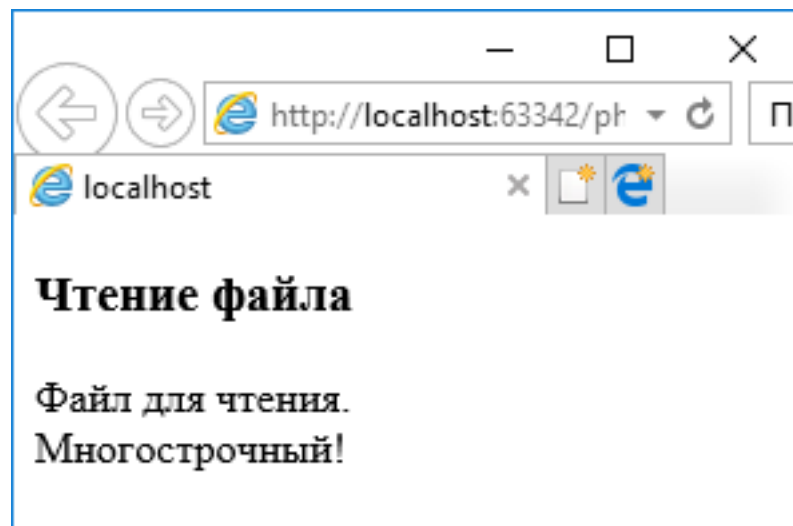 http://localhost:63342/ph
П
localhost
Чтение файла
Файл для чтения.
Многострочный!